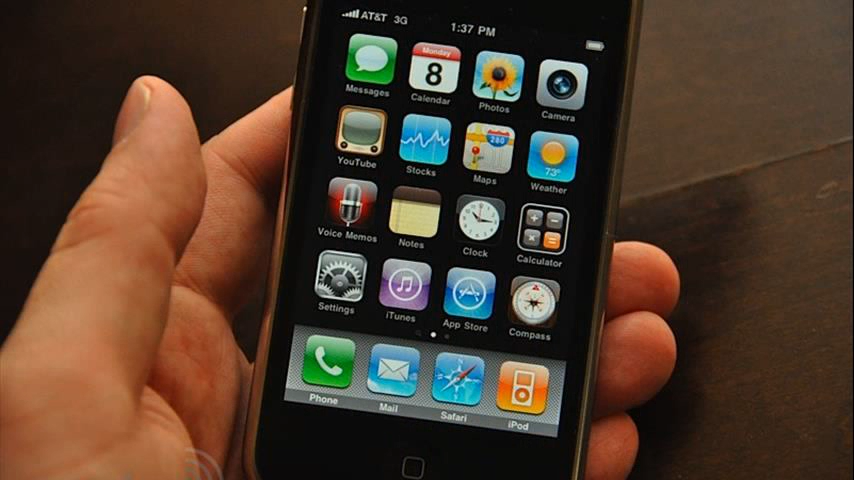 AT&T 3G 1:37 PM
Monday
8
280
Messages Calendar Photos Camera
73°
YouTube Stocks Maps Weather
Voice Memos Notes Clock Calculator
Settings iTunes App Store Compass
Phone Mail Safari iPod